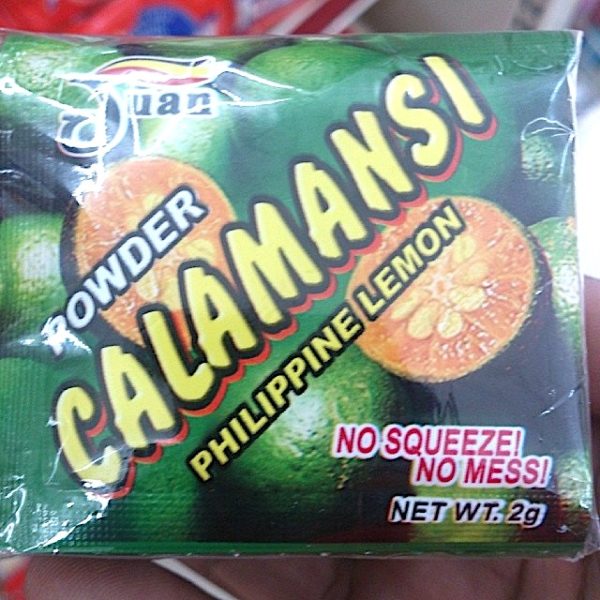 Juan
POWDER
CALAMANSI
PHILIPPINE LEMON
NO SQUEEZE!
NO MESS!
NET WT. 2g